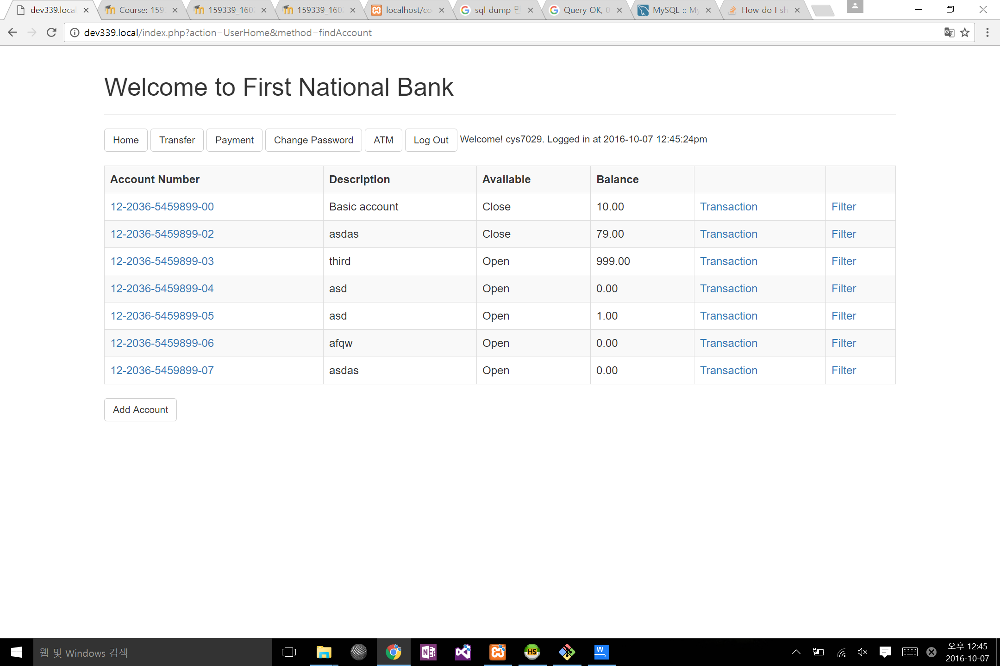 dev339.local
Course: 159
159339_160
159339_160
localhost/co
sql dump 만
Query OK, 0
MySQL :: My
How do I sh
dev339.local/index.php?action=UserHome&method=findAccount
Welcome to First National Bank
Home Transfer Payment Change Password ATM Log Out Welcome! cys7029. Logged in at 2016-10-07 12:45:24pm
Account Number Description Available Balance
12-2036-5459899-00 Basic account Close 10.00 Transaction Filter
12-2036-5459899-02 asdas Close 79.00 Transaction Filter
12-2036-5459899-03 third Open 999.00 Transaction Filter
12-2036-5459899-04 asd Open 0.00 Transaction Filter
12-2036-5459899-05 asd Open 1.00 Transaction Filter
12-2036-5459899-06 afqw Open 0.00 Transaction Filter
12-2036-5459899-07 asdas Open 0.00 Transaction Filter
Add Account
웹 및 Windows 검색
N
HS
W
오후 12:45
2016-10-07